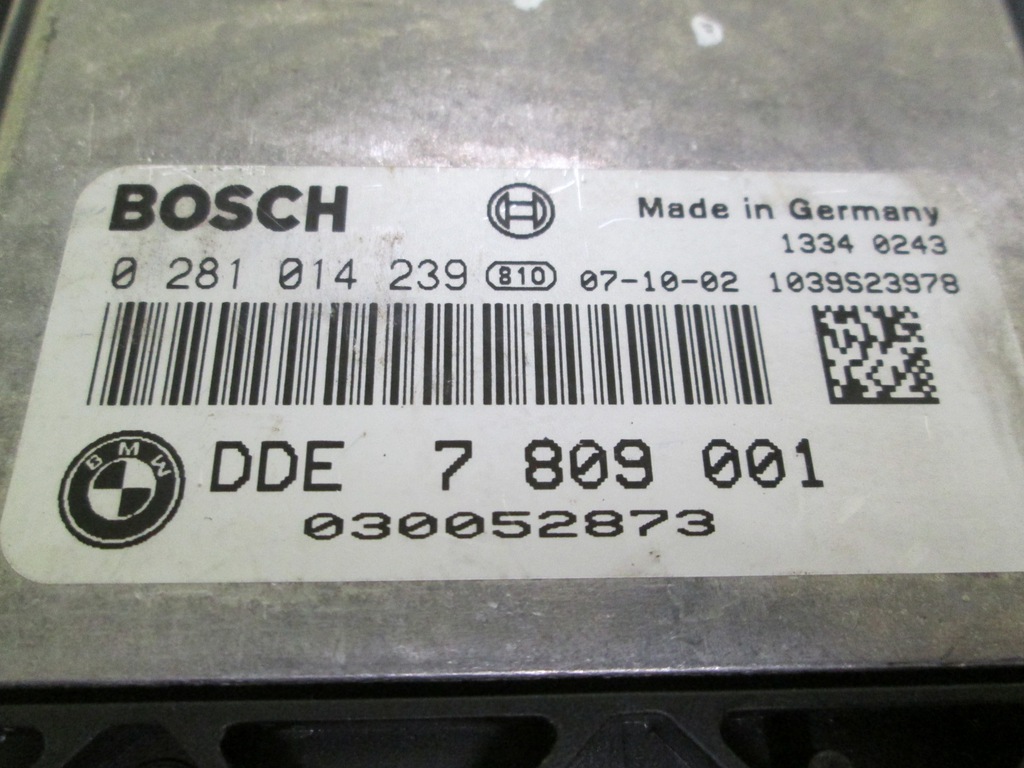 BOSCH
Made in Germany
1334 0243
0 281 014 239 810 07-10-02 1039S23978
BMW
DDE 7 809 001
030052873